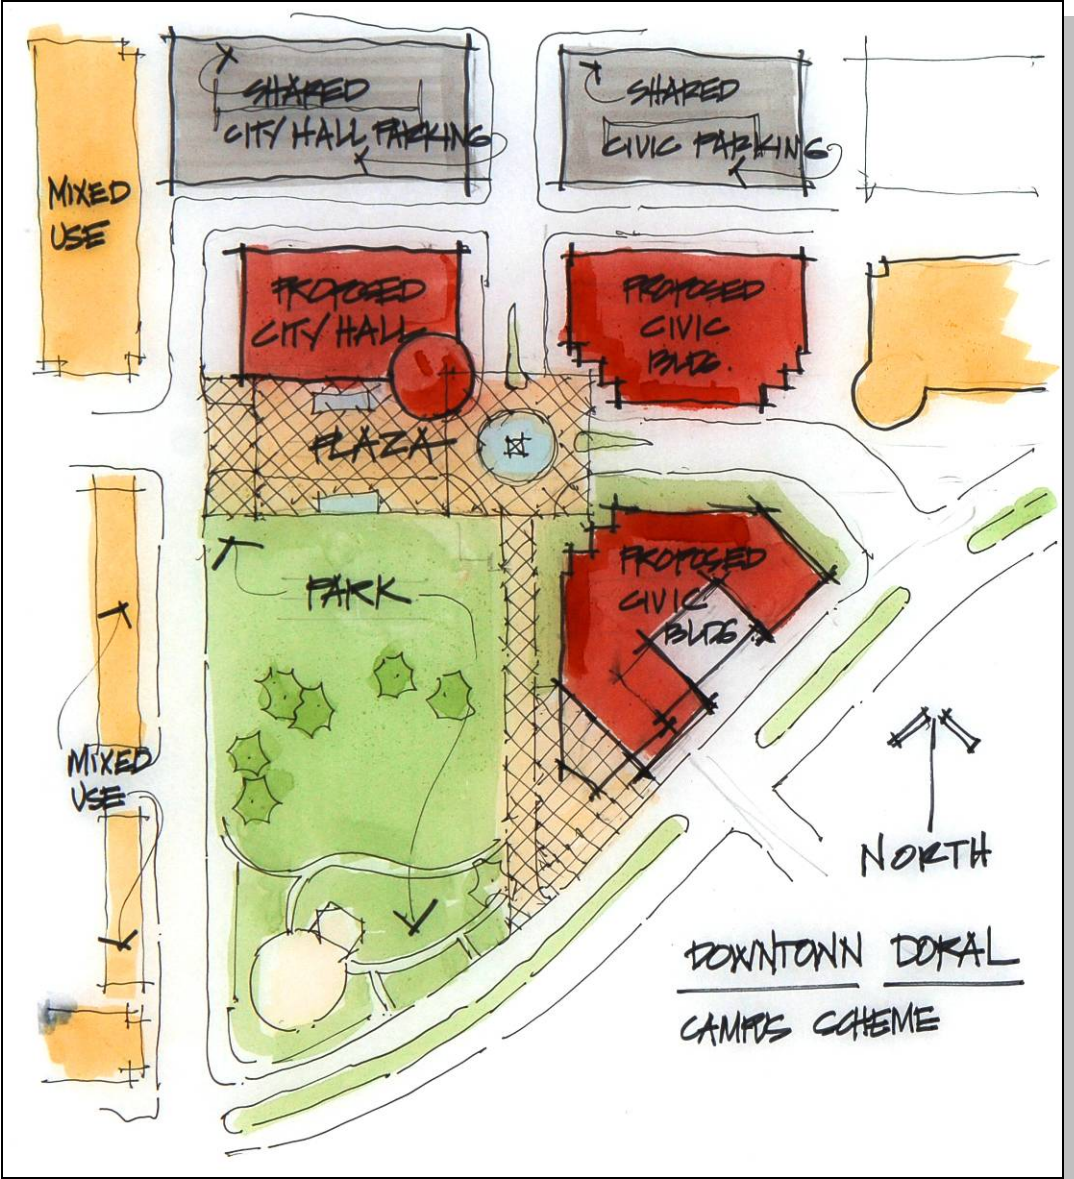 SHARED
CITY HALL PARKING
SHARED
CIVIC PARKING
MIXED
USE
PROPOSED
CITY HALL
PROPOSED
CIVIC
BLDG.
PLAZA
PROPOSED
CIVIC
BLDG
PARK
MIXED
USE
NORTH
DOWNTOWN DORAL
CAMPUS SCHEME